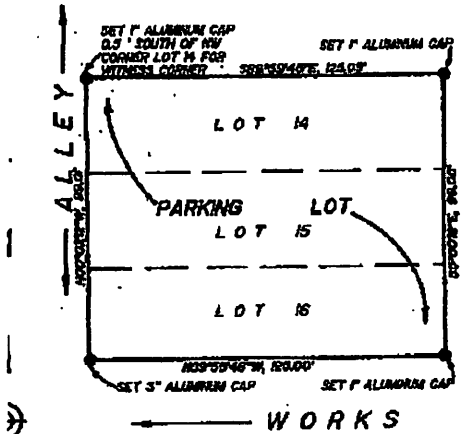 SET 1" ALUMINUM CAP
0.5' SOUTH OF NW
CORNER LOT 14 FOR
WITNESS CORNER
SET 1" ALUMINUM CAP
ALLEY
LOT 14
PARKING LOT
LOT 15
LOT 16
SET 3" ALUMINUM CAP
SET 1" ALUMINUM CAP
WORKS